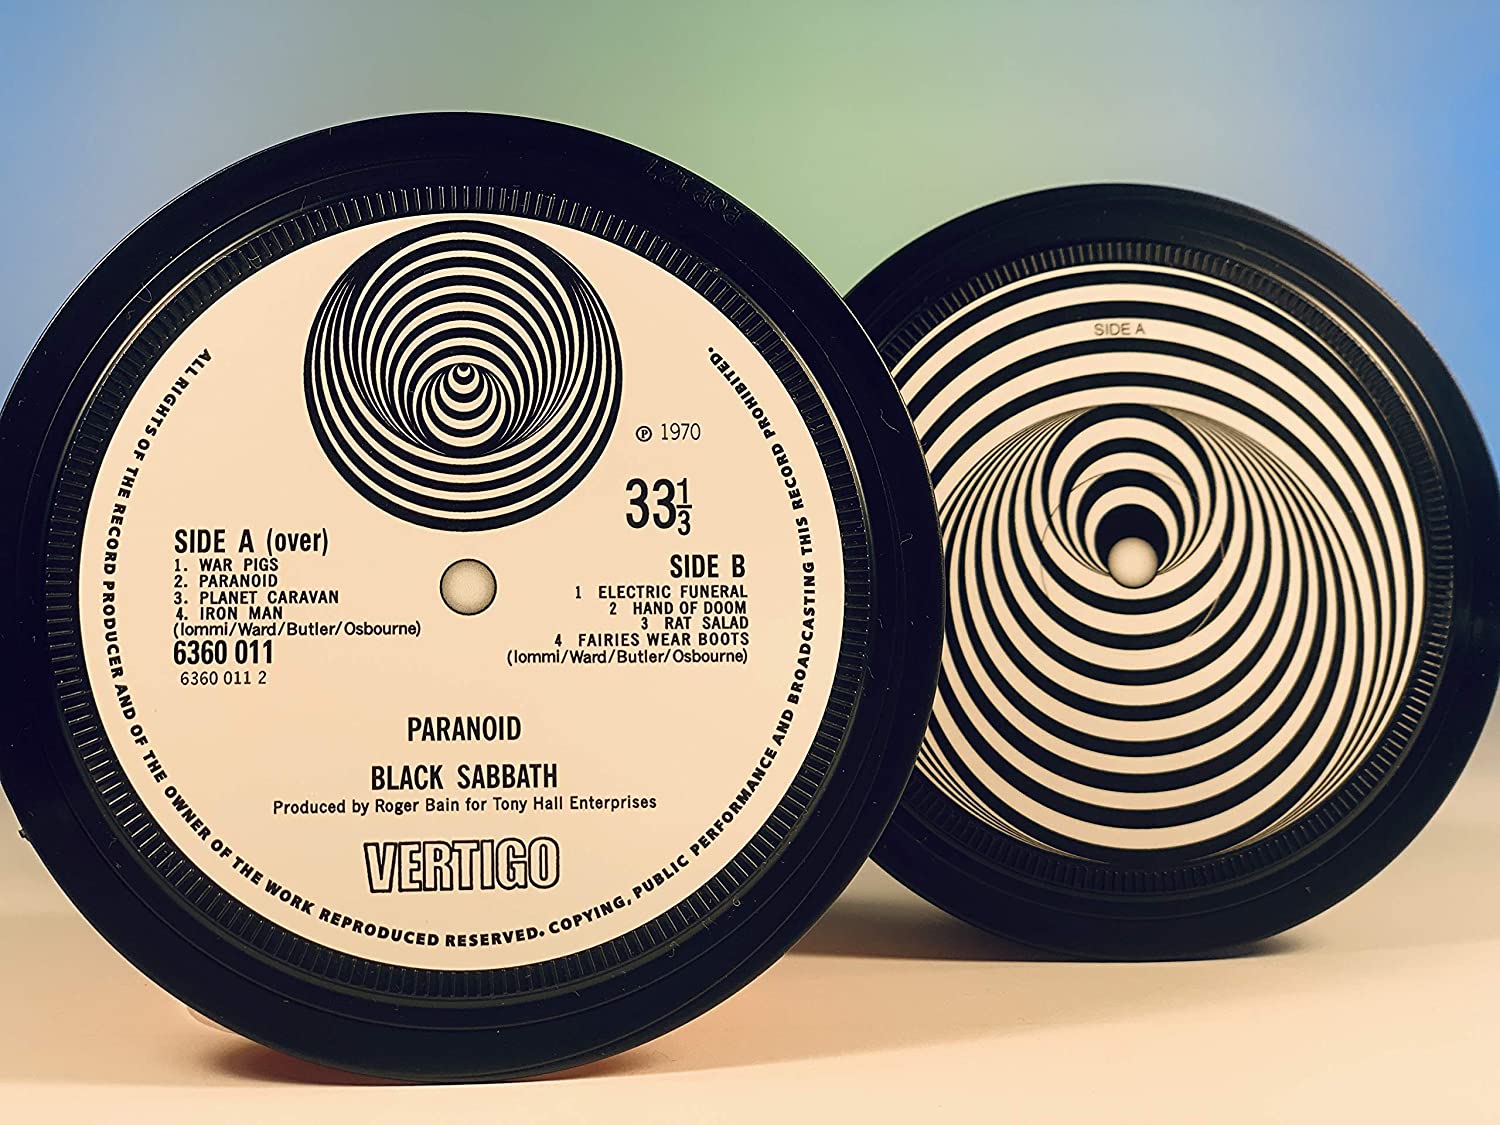 ALL RIGHTS OF THE RECORD PRODUCER AND OF THE OWNER OF THE WORK REPRODUCED RESERVED. COPYING, PUBLIC PERFORMANCE AND BROADCASTING THIS RECORD PROHIBITED.
℗ 1970
33⅓
SIDE A (over)
1. WAR PIGS
2. PARANOID
3. PLANET CARAVAN
4. IRON MAN
(Iommi/Ward/Butler/Osbourne)
6360 011
6360 011 2
SIDE B
1 ELECTRIC FUNERAL
2 HAND OF DOOM
3 RAT SALAD
4 FAIRIES WEAR BOOTS
(Iommi/Ward/Butler/Osbourne)
PARANOID
BLACK SABBATH
Produced by Roger Bain for Tony Hall Enterprises
VERTIGO
SIDE A